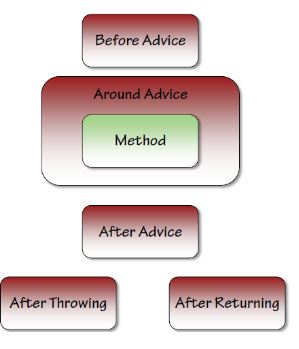 Before Advice
Around Advice
Method
After Advice
After Throwing
After Returning